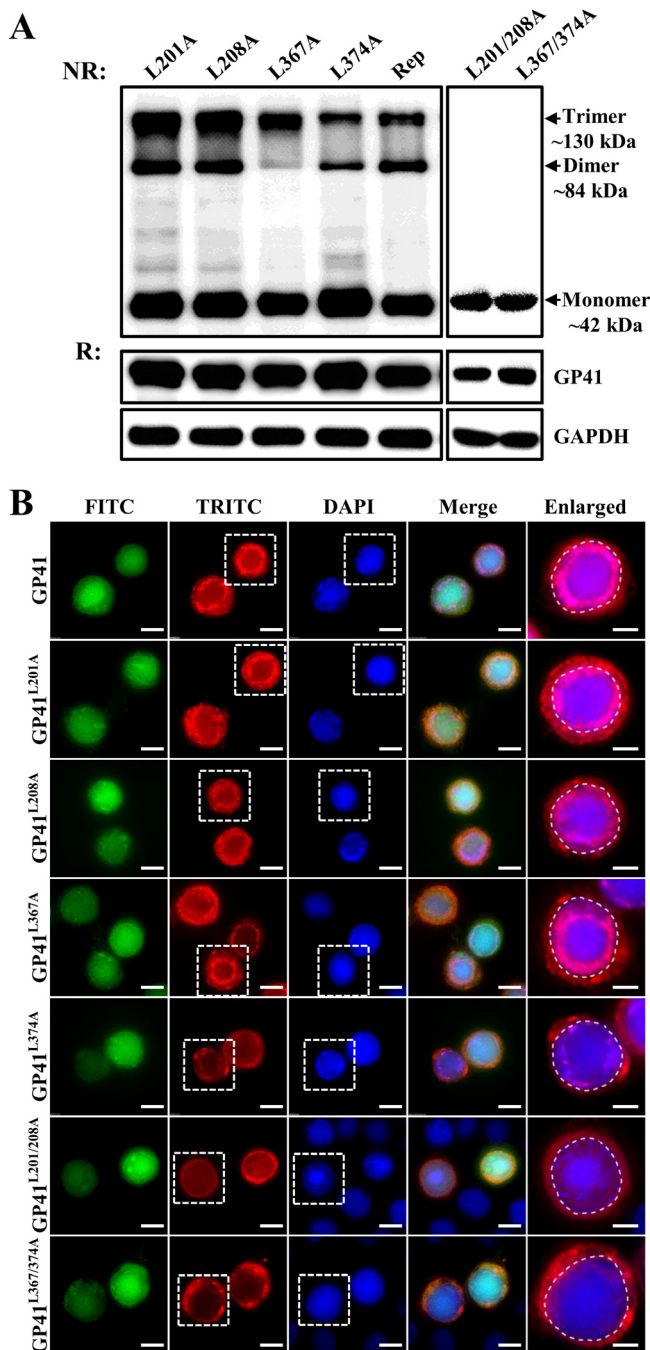 A
NR: L201A L208A L367A L374A Rep L201/208A L367/374A
Trimer
~130 kDa
Dimer
~84 kDa
Monomer
~42 kDa
R:
GP41
GAPDH
B
FITC TRITC DAPI Merge Enlarged
GP41
GP41L201A
GP41L208A
GP41L367A
GP41L374A
GP41L201/208A
GP41L367/374A